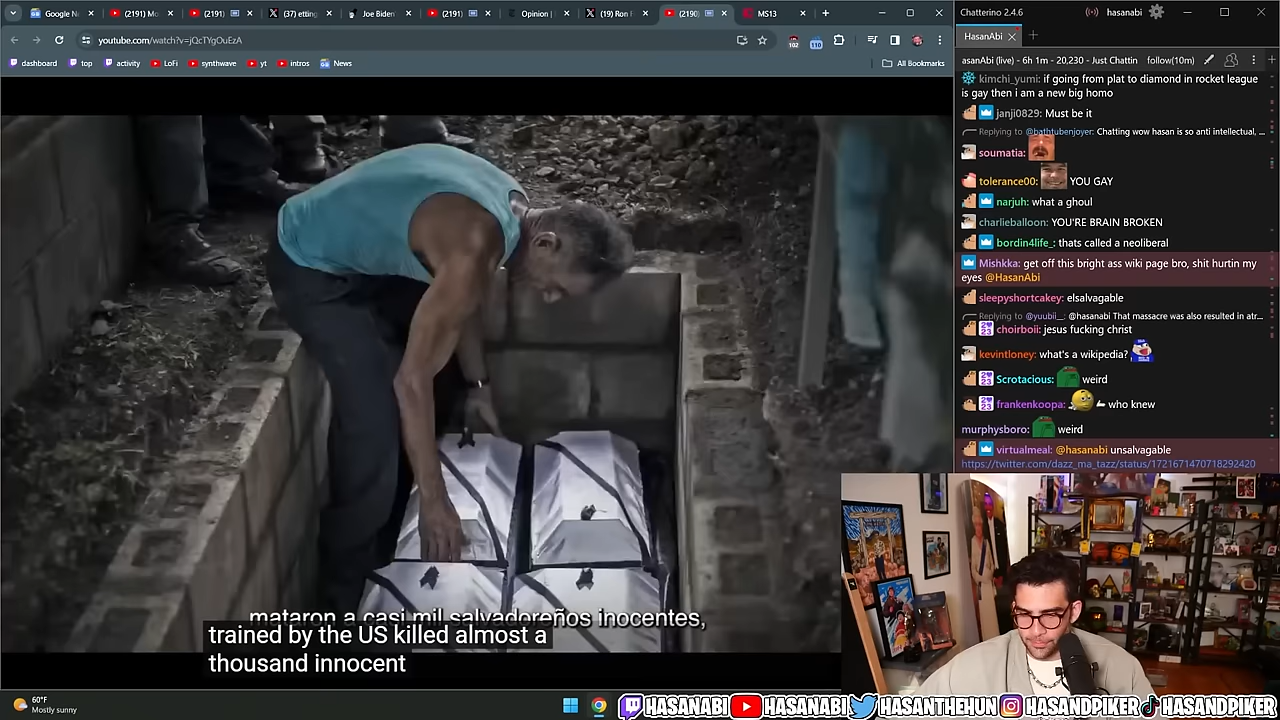 Google N
(2191) Mo
(2191)
(37) etting
Joe Biden'
(2191)
Opinion |
(19) Ron
(2190)
MS13
youtube.com/watch?v=jQcTYgOuEzA
102
110
dashboard
top
activity
LoFi
synthwave
yt
intros
News
All Bookmarks
mataron a casi mil salvadoreños inocentes,
trained by the US killed almost a
thousand innocent
Chatterino 2.4.6
hasanabi
HasanAbi
asanAbi (live) - 6h 1m - 20,230 - Just Chattin
follow(10m)
kimchi_yumi: if going from plat to diamond in rocket league
is gay then i am a new big homo
janji0829: Must be it
Replying to @bathtubenjoyer: Chatting wow hasan is so anti intellectual, ...
soumatia:
tolerance00: YOU GAY
narjuh: what a ghoul
charlieballoon: YOU'RE BRAIN BROKEN
bordin4life_: thats called a neoliberal
Mishkka: get off this bright ass wiki page bro, shit hurtin my
eyes @HasanAbi
sleepyshortcakey: elsalvagable
Replying to @yuubii__: @hasanabi That massacre was also resulted in atr...
choirboii: jesus fucking christ
kevintloney: what's a wikipedia?
Scrotacious: weird
frankenkoopa: who knew
murphysboro: weird
virtualmeal: @hasanabi unsalvagable
https://twitter.com/dazz_ma_tazz/status/1721671470718292420
60°F
Mostly sunny
HASANABI
HASANABI
HASANTHEHUN
HASANDPIKER
HASANDPIKER